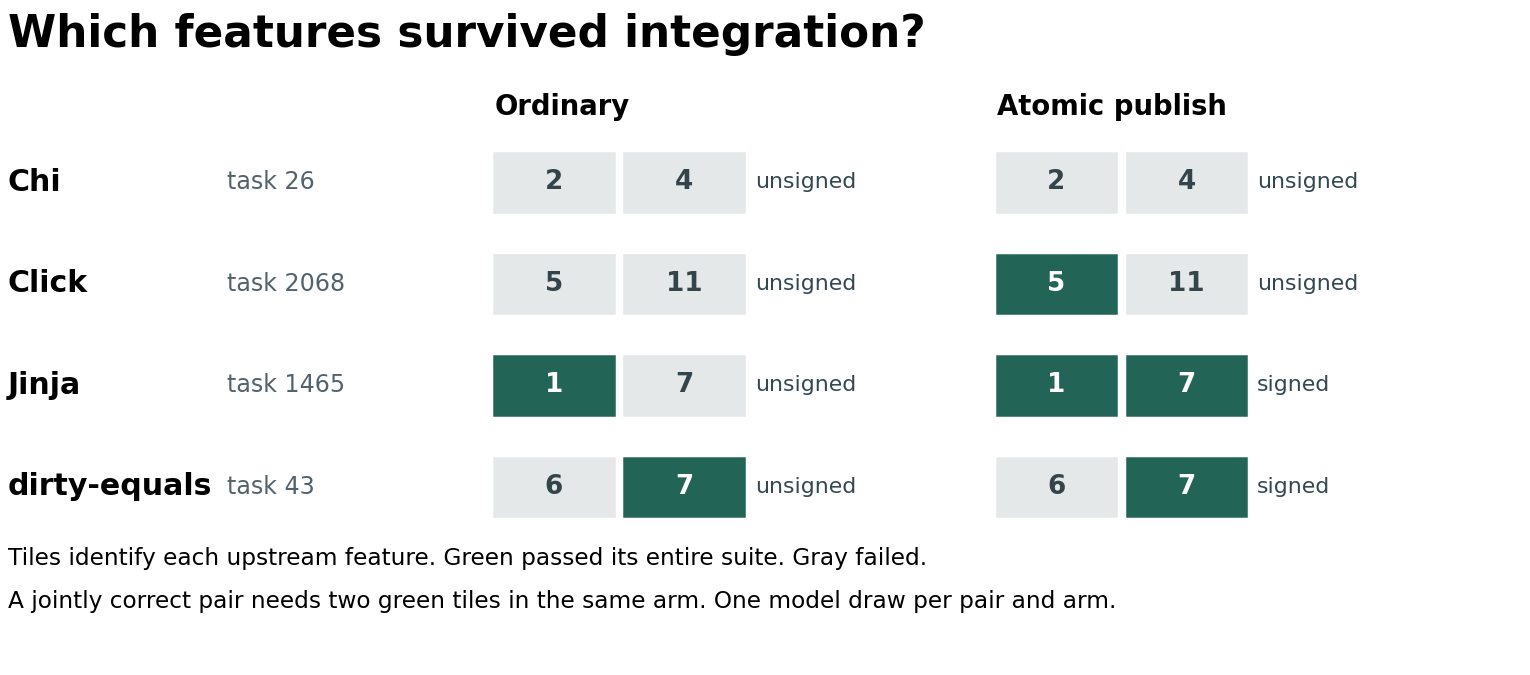 Which features survived integration?
Ordinary Atomic publish
Chi task 26 2 4 unsigned 2 4 unsigned
Click task 2068 5 11 unsigned 5 11 unsigned
Jinja task 1465 1 7 unsigned 1 7 signed
dirty-equals task 43 6 7 unsigned 6 7 signed
Tiles identify each upstream feature. Green passed its entire suite. Gray failed.
A jointly correct pair needs two green tiles in the same arm. One model draw per pair and arm.